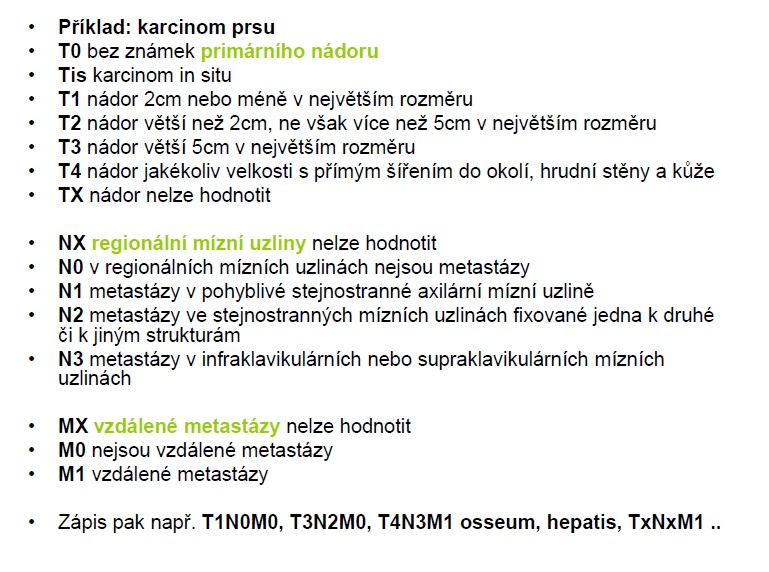 • Příklad: karcinom prsu
• T0 bez známek primárního nádoru
• Tis karcinom in situ
• T1 nádor 2cm nebo méně v největším rozměru
• T2 nádor větší než 2cm, ne však více než 5cm v největším rozměru
• T3 nádor větší 5cm v největším rozměru
• T4 nádor jakékoliv velkosti s přímým šířením do okolí, hrudní stěny a kůže
• TX nádor nelze hodnotit
• NX regionální mízní uzliny nelze hodnotit
• N0 v regionálních mízních uzlinách nejsou metastázy
• N1 metastázy v pohyblivé stejnostranné axilární mízní uzlině
• N2 metastázy ve stejnostranných mízních uzlinách fixované jedna k druhé
či k jiným strukturám
• N3 metastázy v infraklavikulárních nebo supraklavikulárních mízních
uzlinách
• MX vzdálené metastázy nelze hodnotit
• M0 nejsou vzdálené metastázy
• M1 vzdálené metastázy
• Zápis pak např. T1N0M0, T3N2M0, T4N3M1 osseum, hepatis, TxNxM1 ..